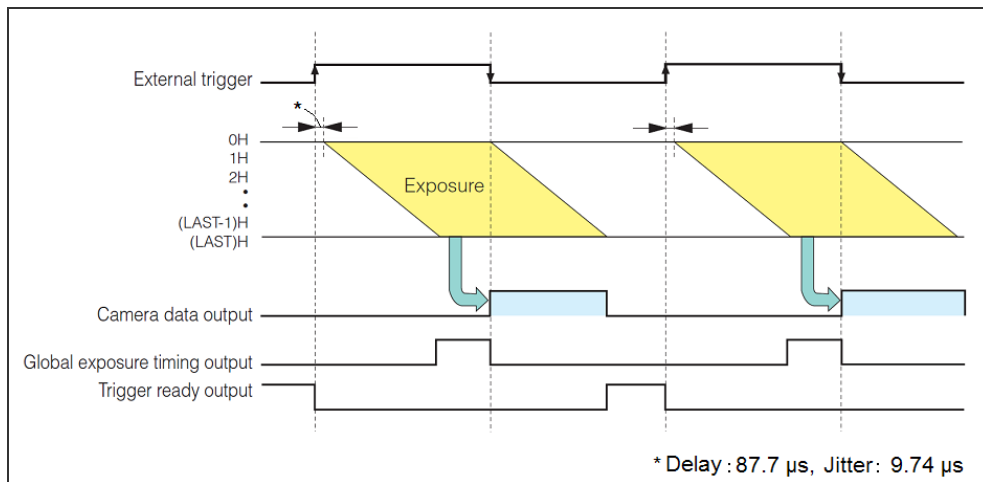 External trigger
*
0H
1H
2H
•
•
(LAST-1)H
(LAST)H
Exposure
Camera data output
Global exposure timing output
Trigger ready output
* Delay : 87.7 μs, Jitter: 9.74 μs